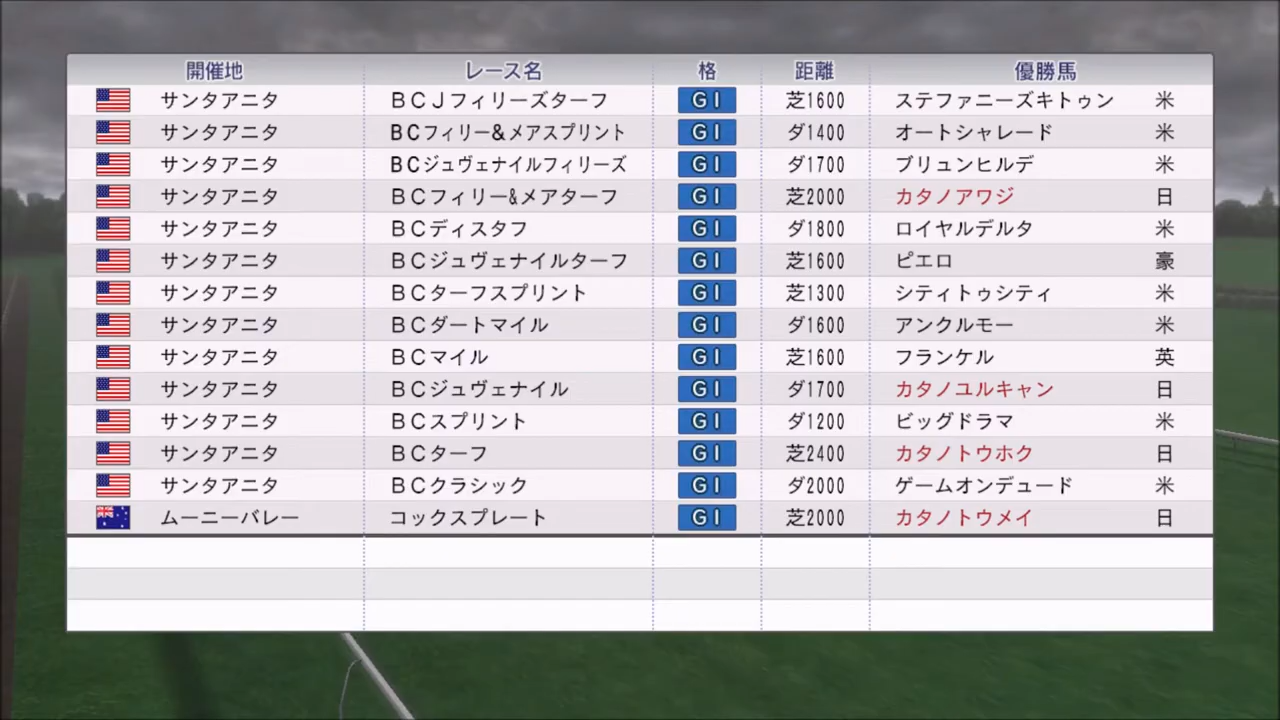 開催地 レース名 格 距離 優勝馬
サンタアニタ ＢＣＪフィリーズターフ GI 芝1600 ステファニーズキトゥン 米
サンタアニタ ＢＣフィリー＆メアスプリント GI ダ1400 オートシャレード 米
サンタアニタ ＢＣジュヴェナイルフィリーズ GI ダ1700 ブリュンヒルデ 米
サンタアニタ ＢＣフィリー&メアターフ GI 芝2000 カタノアワジ 日
サンタアニタ ＢＣディスタフ GI ダ1800 ロイヤルデルタ 米
サンタアニタ ＢＣジュヴェナイルターフ GI 芝1600 ピエロ 豪
サンタアニタ ＢＣターフスプリント GI 芝1300 シティトゥシティ 米
サンタアニタ ＢＣダートマイル GI ダ1600 アンクルモー 米
サンタアニタ ＢＣマイル GI 芝1600 フランケル 英
サンタアニタ ＢＣジュヴェナイル GI ダ1700 カタノユルキャン 日
サンタアニタ ＢＣスプリント GI ダ1200 ビッグドラマ 米
サンタアニタ ＢＣターフ GI 芝2400 カタノトウホク 日
サンタアニタ ＢＣクラシック GI ダ2000 ゲームオンデュード 米
ムーニーバレー コックスプレート GI 芝2000 カタノトウメイ 日